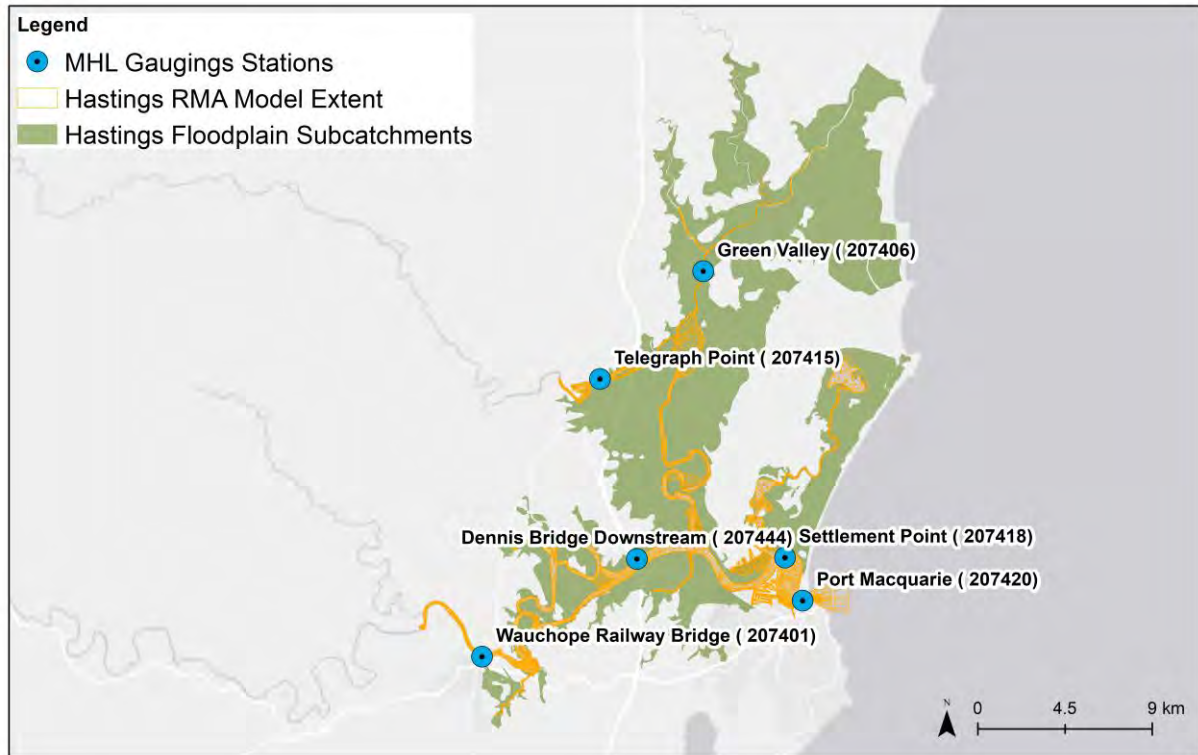 Legend
MHL Gaugings Stations
Hastings RMA Model Extent
Hastings Floodplain Subcatchments
Green Valley ( 207406)
Telegraph Point ( 207415)
Dennis Bridge Downstream ( 207444)
Settlement Point ( 207418)
Port Macquarie ( 207420)
Wauchope Railway Bridge ( 207401)
N
0 4.5 9 km